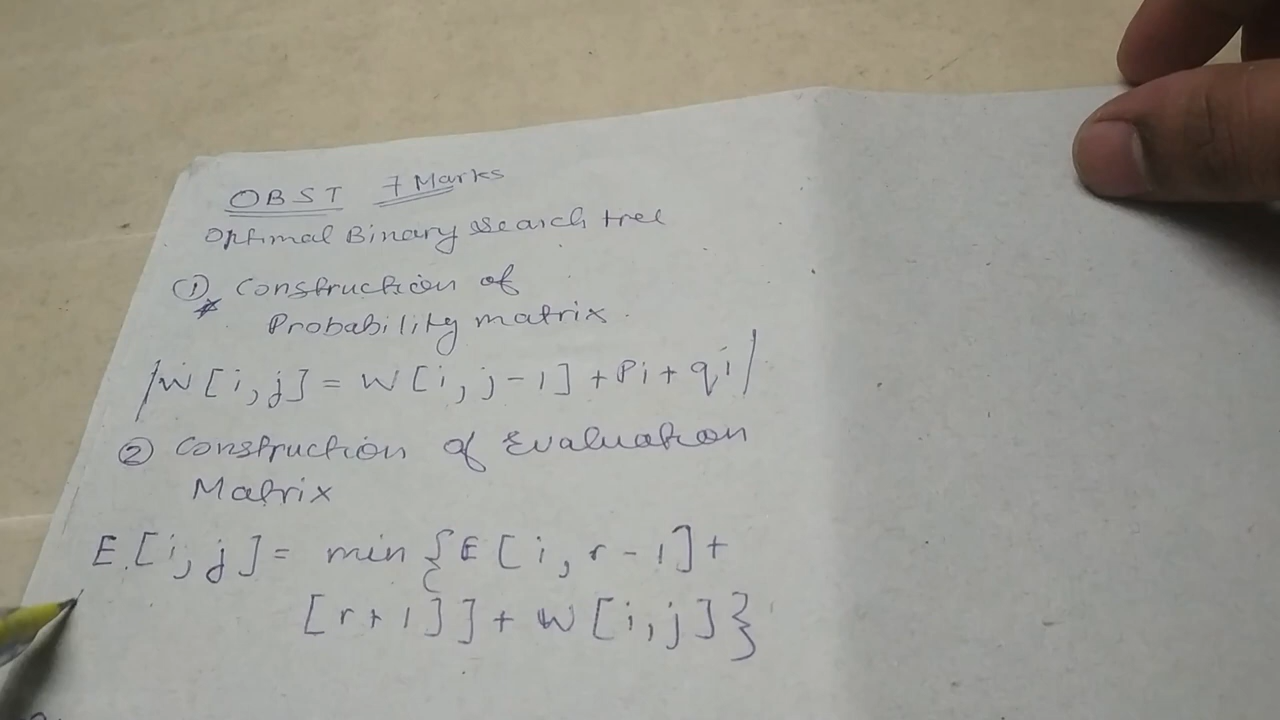 OBST 7 Marks
Optimal Binary Search tree
① Construction of
Probability matrix.
W[i,j] = W[i, j-1] + Pi + qi
② Construction of Evaluation
Matrix
E[i,j] = min {E[i, r-1] +
[r+1]] + W[i,j]}